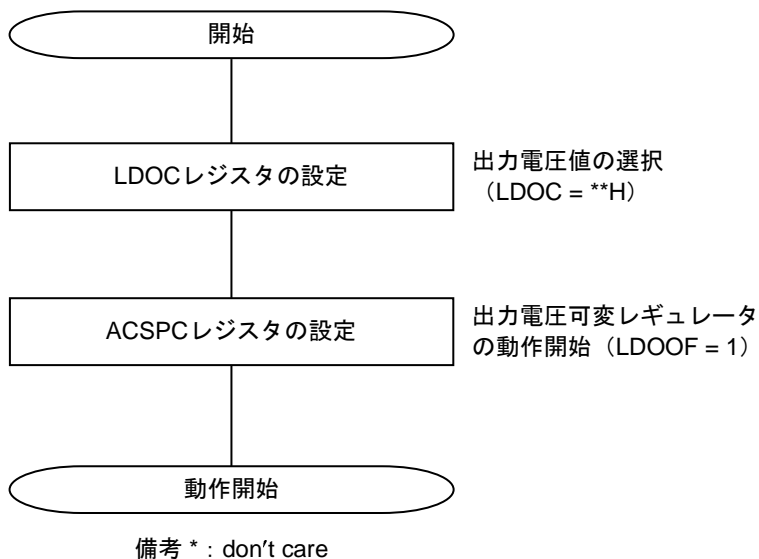 開始
LDOCレジスタの設定
出力電圧値の選択
（LDOC = **H）
ACSPCレジスタの設定
出力電圧可変レギュレータ
の動作開始（LDOOF = 1）
動作開始
備考 *：don't care